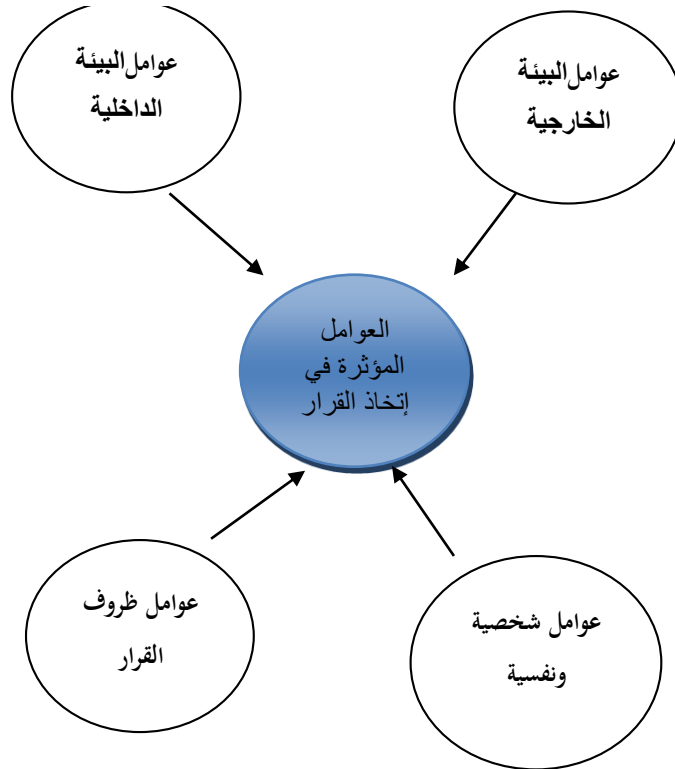 عوامل البيئة
الخارجية
عوامل البيئة
الداخلية
العوامل
المؤثرة في
إتخاذ القرار
عوامل شخصية
ونفسية
عوامل ظروف
القرار